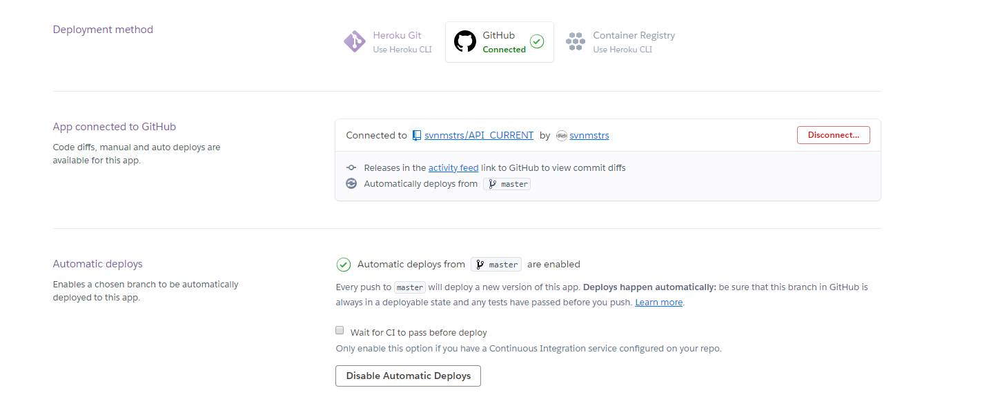 Deployment method
Heroku Git
Use Heroku CLI
GitHub
Connected
Container Registry
Use Heroku CLI
App connected to GitHub
Code diffs, manual and auto deploys are
available for this app.
Connected to svnmstrs/API_CURRENT by svnmstrs
Disconnect...
Releases in the activity feed link to GitHub to view commit diffs
Automatically deploys from master
Automatic deploys
Enables a chosen branch to be automatically
deployed to this app.
Automatic deploys from master are enabled
Every push to master will deploy a new version of this app. Deploys happen automatically: be sure that this branch in GitHub is
always in a deployable state and any tests have passed before you push. Learn more.
Wait for CI to pass before deploy
Only enable this option if you have a Continuous Integration service configured on your repo.
Disable Automatic Deploys